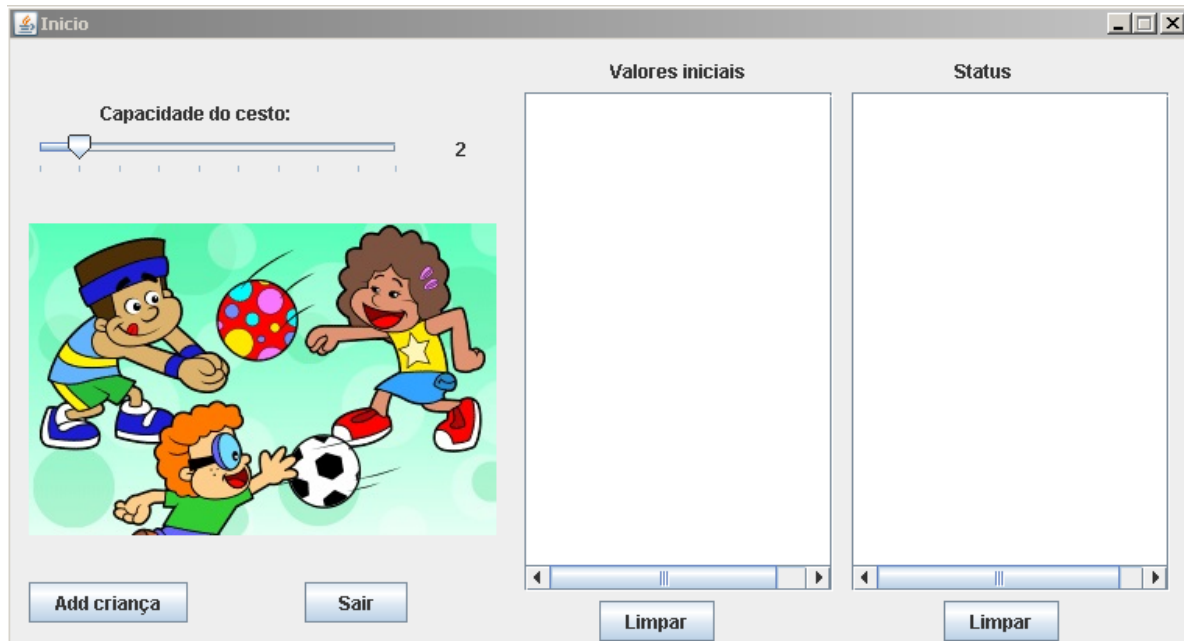 Inicio
Capacidade do cesto:
2
Valores iniciais
Status
Add criança
Sair
Limpar
Limpar